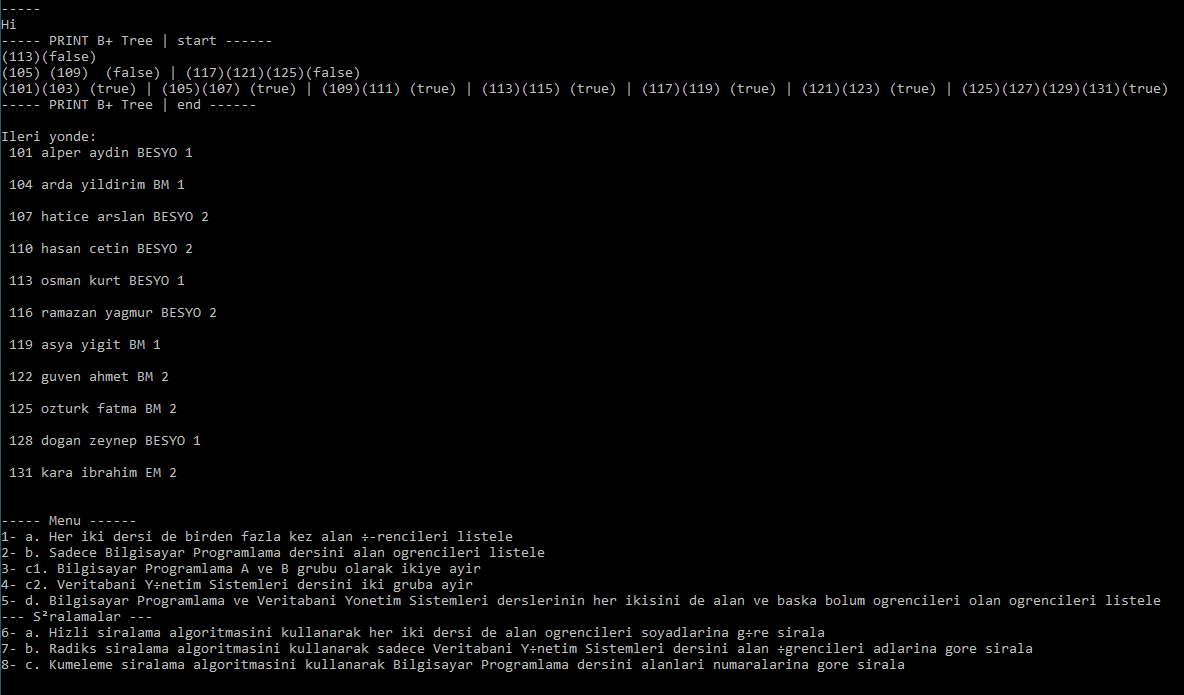 -----
Hi
----- PRINT B+ Tree | start ------
(113)(false)
(105) (109)  (false) | (117)(121)(125)(false)
(101)(103) (true) | (105)(107) (true) | (109)(111) (true) | (113)(115) (true) | (117)(119) (true) | (121)(123) (true) | (125)(127)(129)(131)(true)
----- PRINT B+ Tree | end ------
Ileri yonde:
101 alper aydin BESYO 1
104 arda yildirim BM 1
107 hatice arslan BESYO 2
110 hasan cetin BESYO 2
113 osman kurt BESYO 1
116 ramazan yagmur BESYO 2
119 asya yigit BM 1
122 guven ahmet BM 2
125 ozturk fatma BM 2
128 dogan zeynep BESYO 1
131 kara ibrahim EM 2
----- Menu ------
1- a. Her iki dersi de birden fazla kez alan ÷-rencileri listele
2- b. Sadece Bilgisayar Programlama dersini alan ogrencileri listele
3- c1. Bilgisayar Programlama A ve B grubu olarak ikiye ayir
4- c2. Veritabani Y÷netim Sistemleri dersini iki gruba ayir
5- d. Bilgisayar Programlama ve Veritabani Yonetim Sistemleri derslerinin her ikisini de alan ve baska bolum ogrencileri olan ogrencileri listele
--- S²ralamalar ---
6- a. Hizli siralama algoritmasini kullanarak her iki dersi de alan ogrencileri soyadlarina g÷re sirala
7- b. Radiks siralama algoritmasini kullanarak sadece Veritabani Y÷netim Sistemleri dersini alan ÷grencileri adlarina gore sirala
8- c. Kumeleme siralama algoritmasini kullanarak Bilgisayar Programlama dersini alanlari numaralarina gore sirala